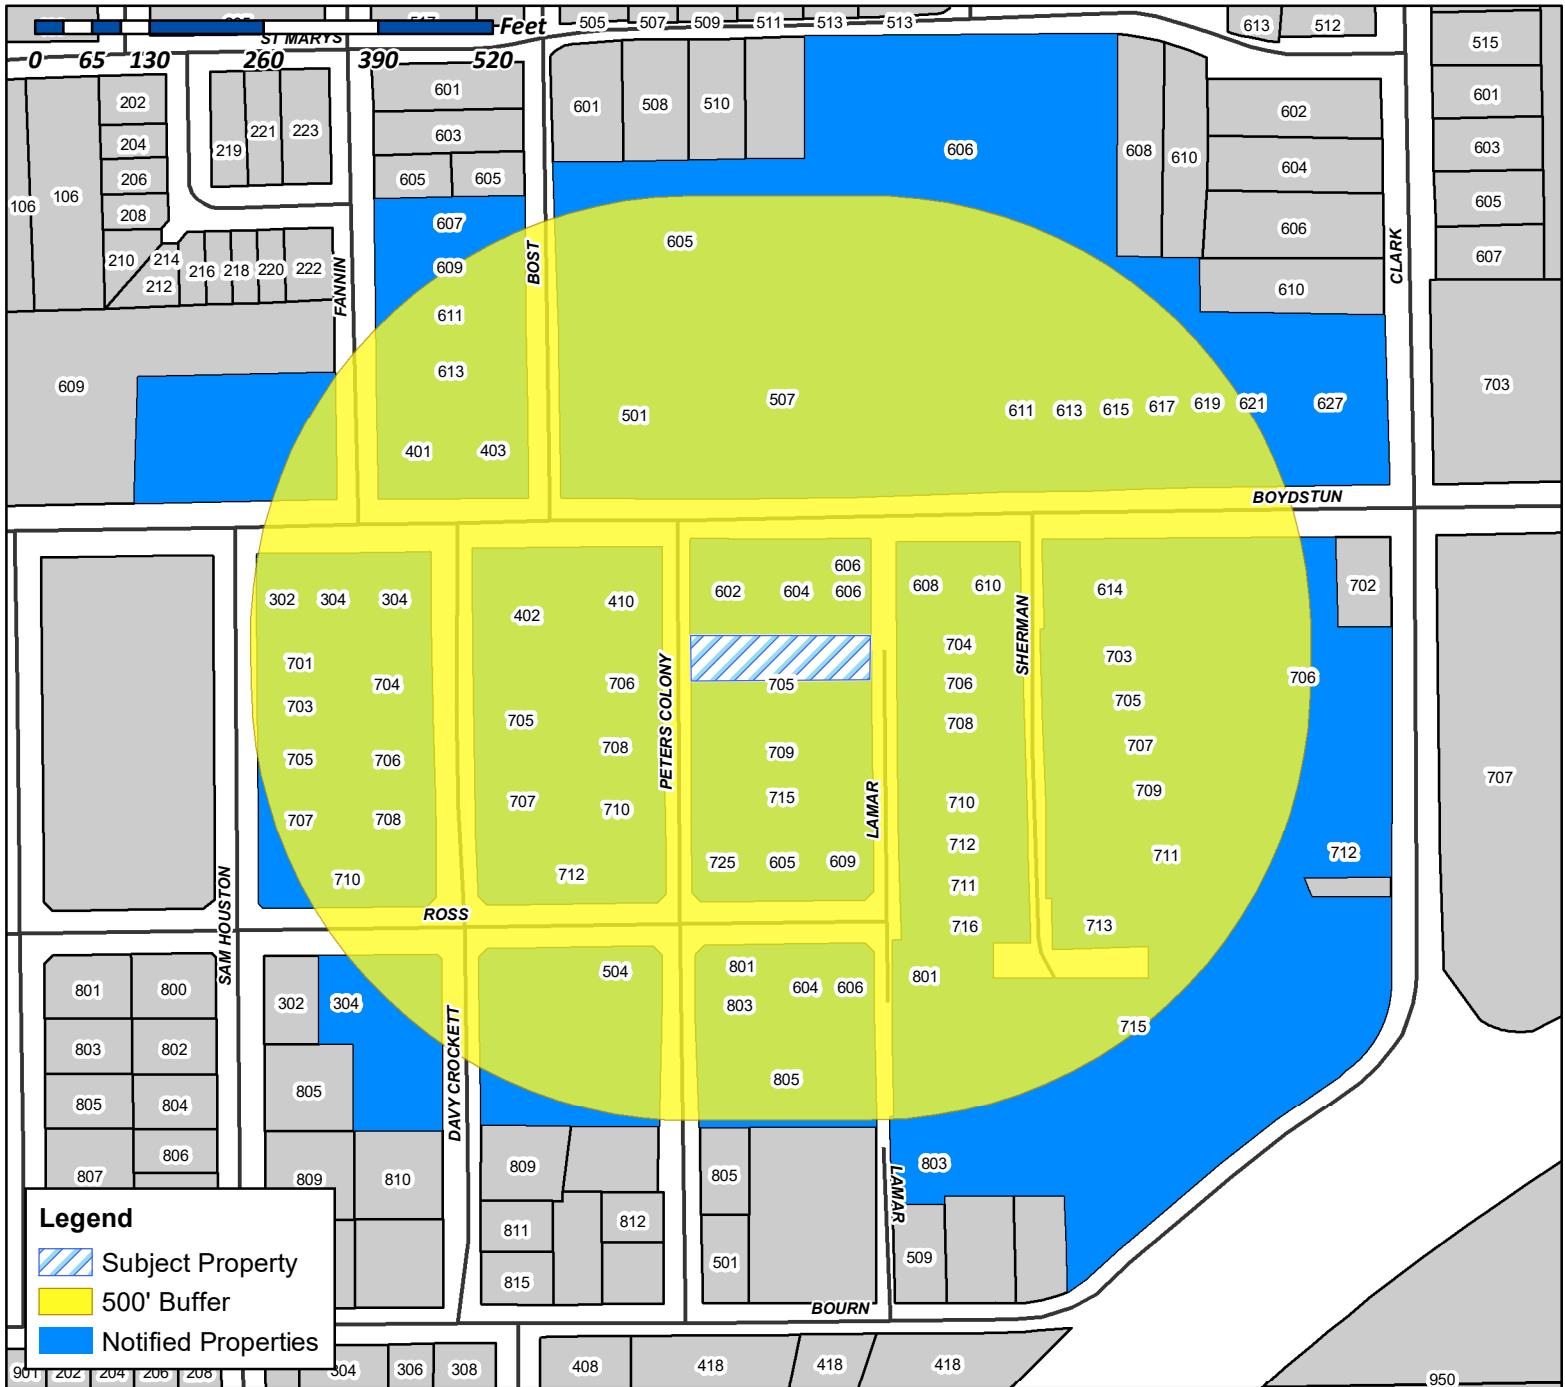 505 507 509 511 513 513 613 512
Feet
ST MARYS
0 65 130 260 390 520
515
202 219 221 223 601 601 508 510 606 608 610 602 601
204 603 604 603
206 605 605
106 106 208 607 605 606 605
210 214 216 218 220 222 609 BOST 610 CLARK 607
212 FANNIN 611
609 613 501 507 611 613 615 617 619 621 627 703
401 403
BOYDSTUN
302 304 304 402 410 602 604 606 608 610 614 702
606
701 704 706 704 SHERMAN 703 706
703 705 PETERS COLONY 705 706 705
705 706 708 709 708 707 707
707 708 707 710 715 LAMAR 710 709
710 712 725 605 609 712 711 712
SAM HOUSTON ROSS 711
716 713
801 800 302 304 504 801 604 606 801
803 802 803 715
805 804 805 DAVY CROCKETT 805
806
807 809 810 809 805 803
LAMAR
811 812 501 509
815
BOURN
Legend
Subject Property
500' Buffer
Notified Properties
901 202 204 206 208 304 306 308 408 418 418 418 950